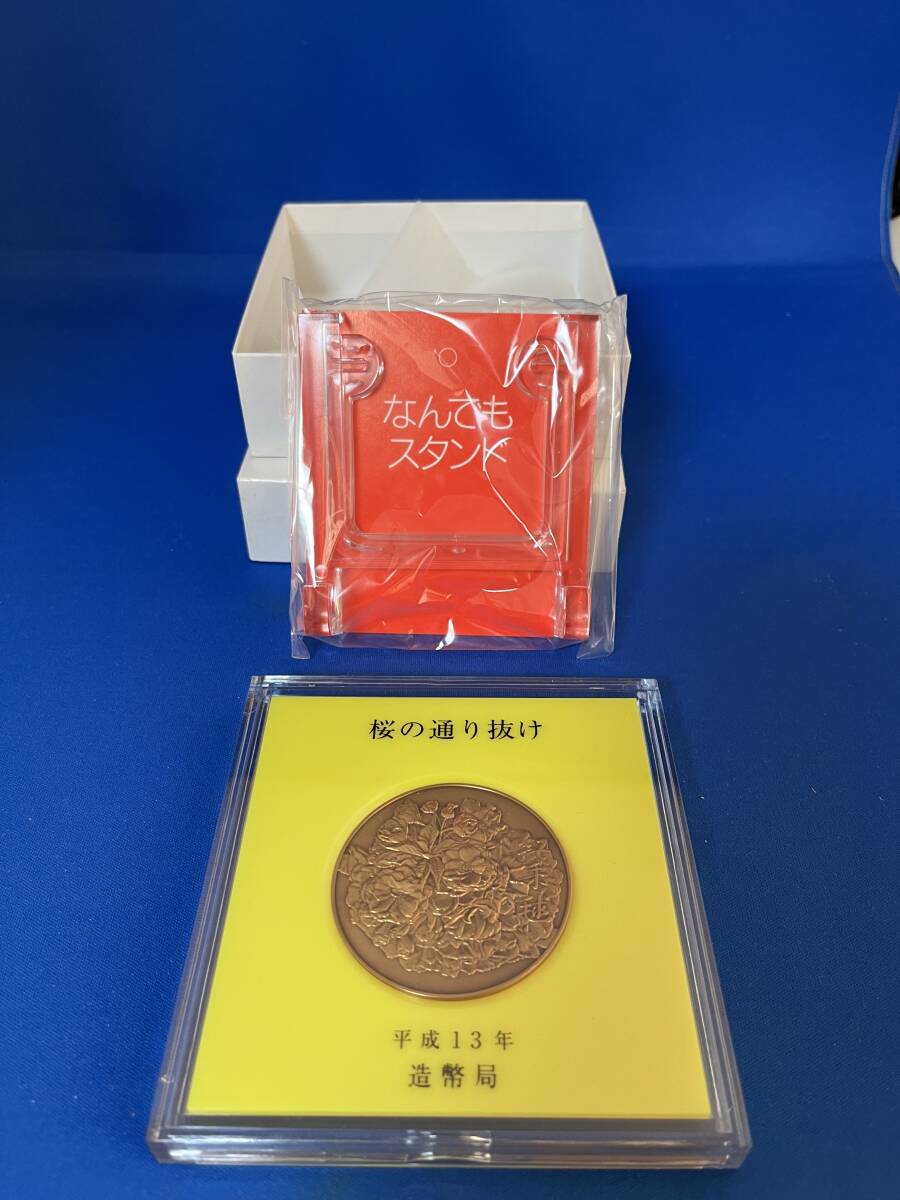 なんでも
スタンド
桜の通り抜け
平成13年
造幣局